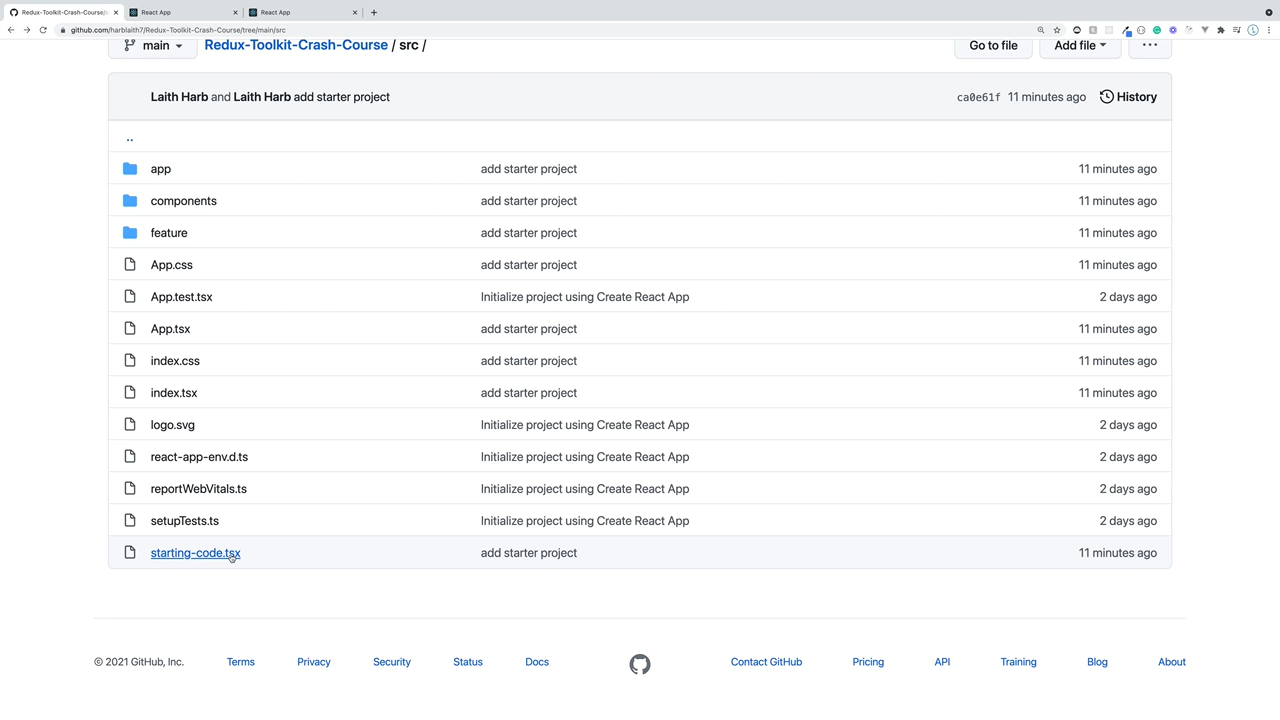 Redux-Toolkit-Crash-Course/s
React App
React App
github.com/harblaith7/Redux-Toolkit-Crash-Course/tree/main/src
main
Redux-Toolkit-Crash-Course / src /
Go to file
Add file
Laith Harb and Laith Harb add starter project
ca0e61f 11 minutes ago History
..
app add starter project 11 minutes ago
components add starter project 11 minutes ago
feature add starter project 11 minutes ago
App.css add starter project 11 minutes ago
App.test.tsx Initialize project using Create React App 2 days ago
App.tsx add starter project 11 minutes ago
index.css add starter project 11 minutes ago
index.tsx add starter project 11 minutes ago
logo.svg Initialize project using Create React App 2 days ago
react-app-env.d.ts Initialize project using Create React App 2 days ago
reportWebVitals.ts Initialize project using Create React App 2 days ago
setupTests.ts Initialize project using Create React App 2 days ago
starting-code.tsx add starter project 11 minutes ago
© 2021 GitHub, Inc. Terms Privacy Security Status Docs Contact GitHub Pricing API Training Blog About